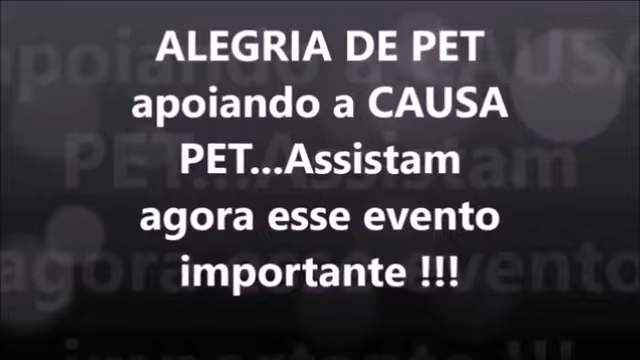 ALEGRIA DE PET
apoiando a CAUSA
PET...Assistam
agora esse evento
importante !!!